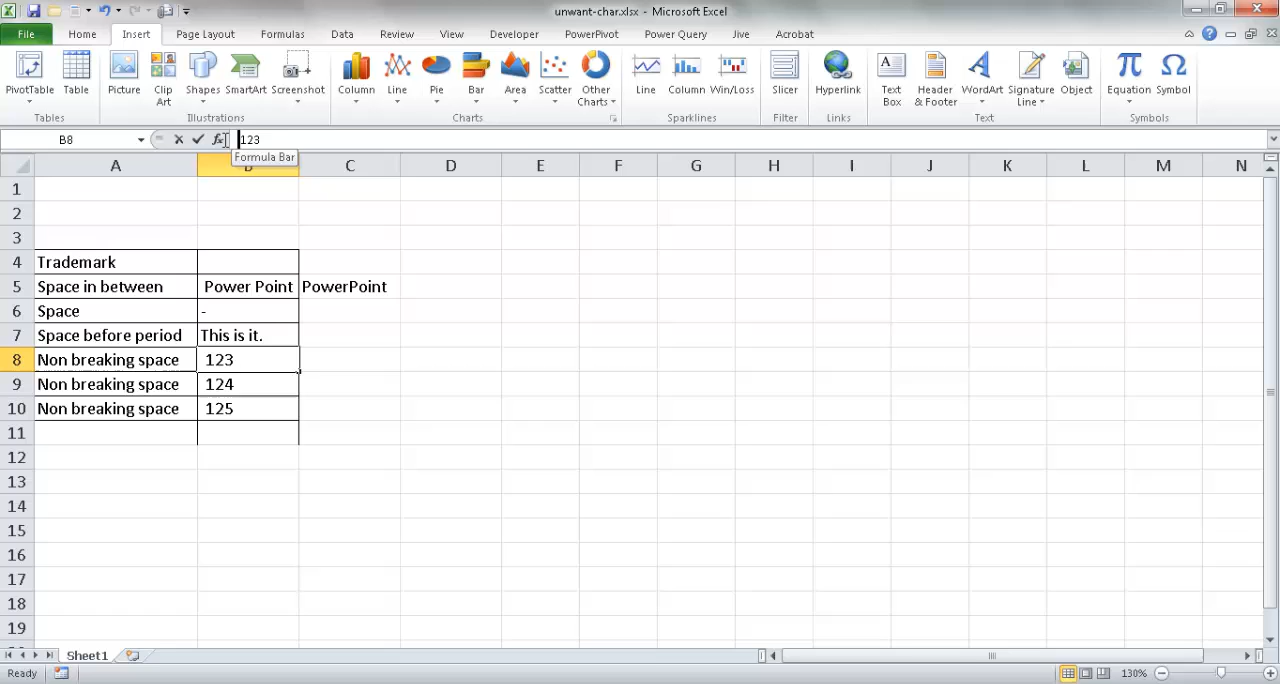 unwant-char.xlsx - Microsoft Excel
File Home Insert Page Layout Formulas Data Review View Developer PowerPivot Power Query Jive Acrobat
PivotTable Table Picture Clip Art Shapes SmartArt Screenshot Column Line Pie Bar Area Scatter Other Charts Line Column Win/Loss Slicer Hyperlink Text Box Header & Footer WordArt Signature Line Object Equation Symbol
Tables Illustrations Charts Sparklines Filter Links Text Symbols
B8 fx 123
Formula Bar
A B C D E F G H I J K L M N
1
2
3
4 Trademark
5 Space in between Power Point PowerPoint
6 Space -
7 Space before period This is it.
8 Non breaking space 123
9 Non breaking space 124
10 Non breaking space 125
11
12
13
14
15
16
17
18
19
Sheet1
Ready 130%